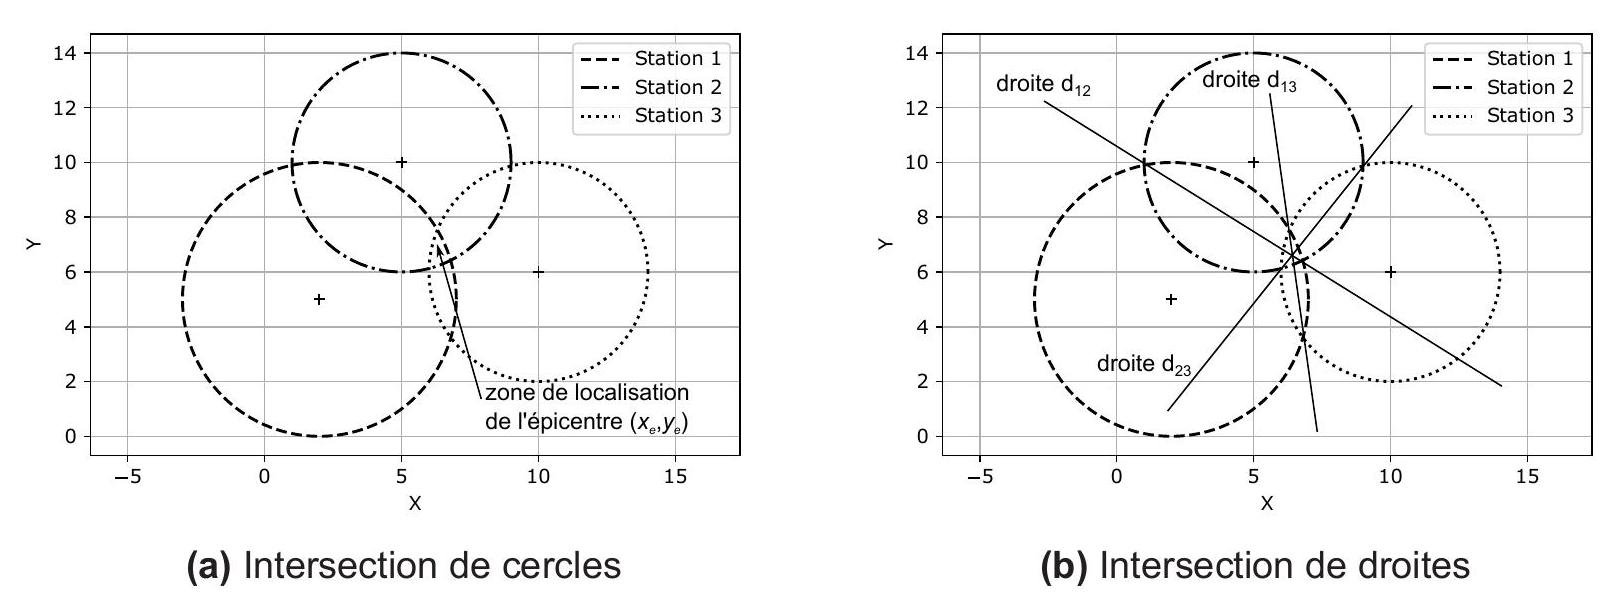 14
12
10
8
6
4
2
0
Y
−5
0
5
10
15
X
Station 1
Station 2
Station 3
zone de localisation
de l'épicentre (xₑ,yₑ)
(a) Intersection de cercles
14
12
10
8
6
4
2
0
Y
−5
0
5
10
15
X
Station 1
Station 2
Station 3
droite d₁₂
droite d₁₃
droite d₂₃
(b) Intersection de droites